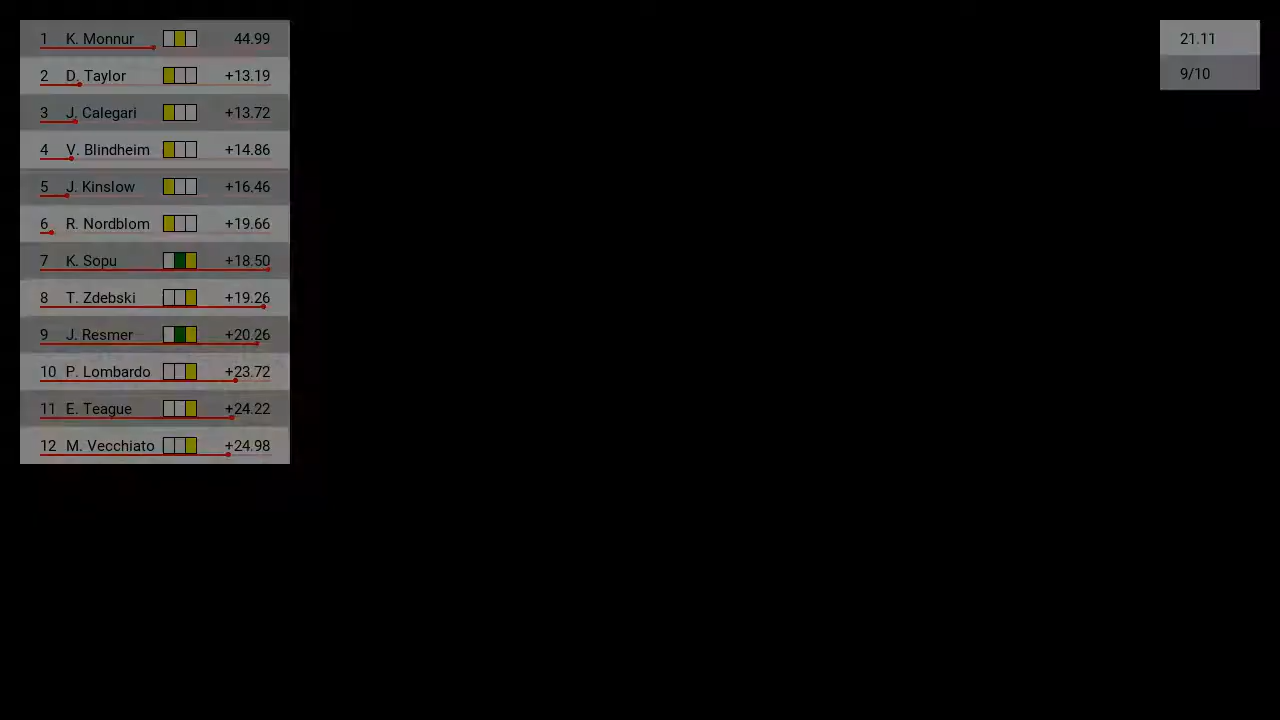 1 K. Monnur 44.99
2 D. Taylor +13.19
3 J. Calegari +13.72
4 V. Blindheim +14.86
5 J. Kinslow +16.46
6 R. Nordblom +19.66
7 K. Sopu +18.50
8 T. Zdebski +19.26
9 J. Resmer +20.26
10 P. Lombardo +23.72
11 E. Teague +24.22
12 M. Vecchiato +24.98
21.11
9/10